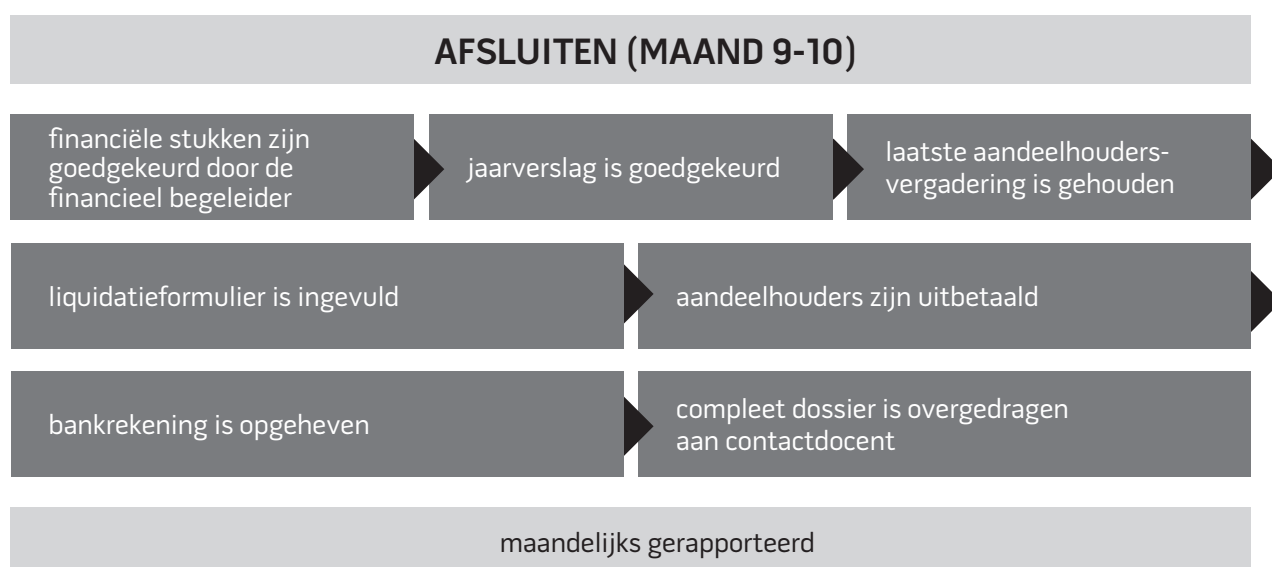 AFSLUITEN (MAAND 9-10)
financiële stukken zijn
goedgekeurd door de
financieel begeleider
jaarverslag is goedgekeurd
laatste aandeelhouders-
vergadering is gehouden
liquidatieformulier is ingevuld
aandeelhouders zijn uitbetaald
bankrekening is opgeheven
compleet dossier is overgedragen
aan contactdocent
maandelijks gerapporteerd